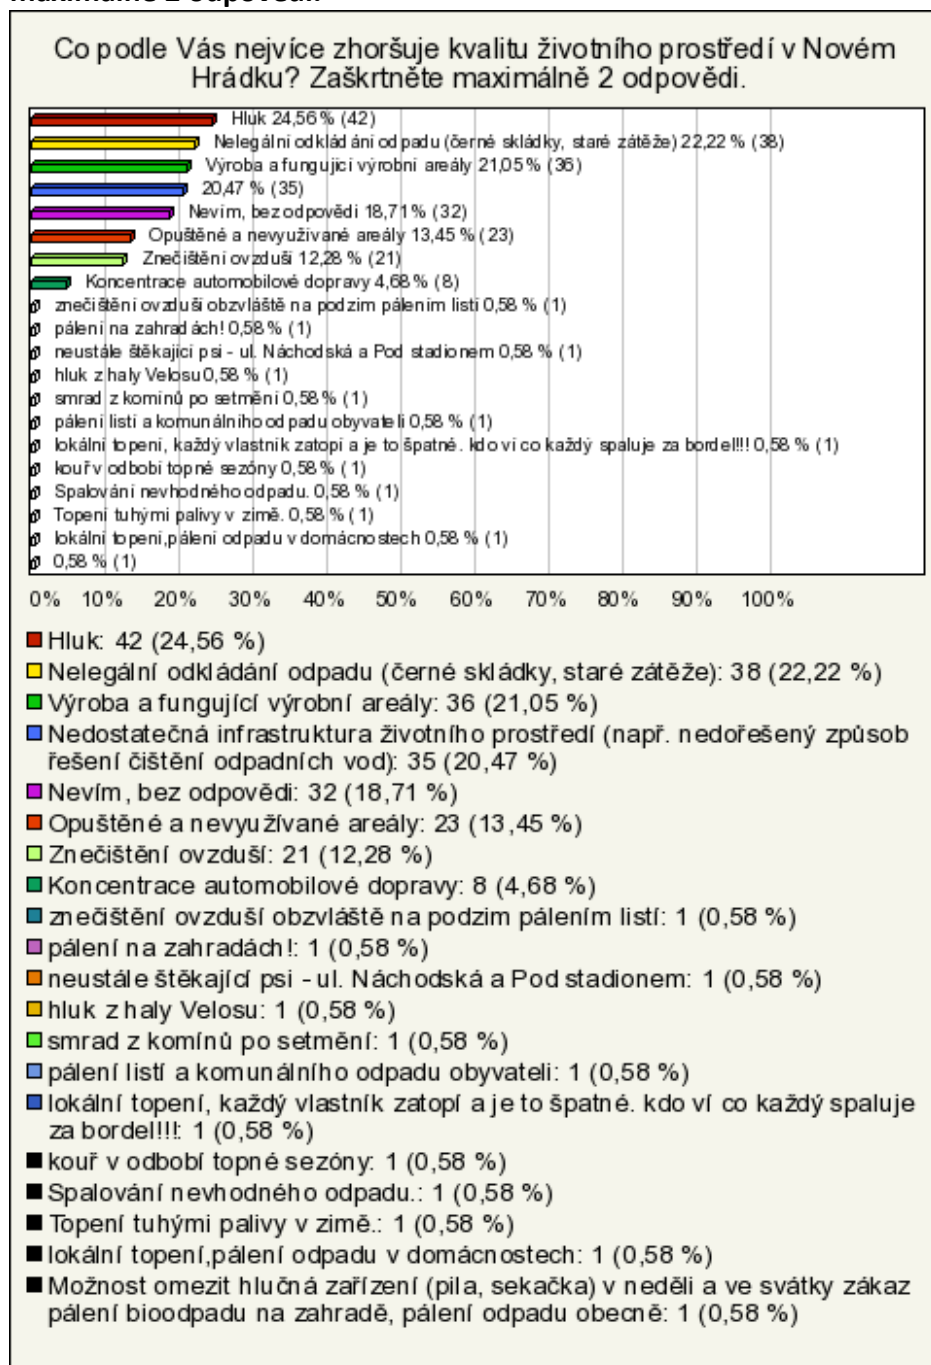 Co podle Vás nejvíce zhoršuje kvalitu životního prostředí v Novém
Hrádku? Zaškrtněte maximálně 2 odpovědi.
Hluk 24,56 % (42)
Nelegální odkládání odpadu (černé skládky, staré zátěže) 22,22 % (38)
Výroba a fungující výrobní areály 21,05 % (36)
20,47 % (35)
Nevím, bez odpovědi 18,71 % (32)
Opuštěné a nevyužívané areály 13,45 % (23)
Znečištění ovzduší 12,28 % (21)
Koncentrace automobilové dopravy 4,68 % (8)
znečištění ovzduší obzvláště na podzim pálením listí 0,58 % (1)
pálení na zahradách! 0,58 % (1)
neustále štěkající psi - ul. Náchodská a Pod stadionem 0,58 % (1)
hluk z haly Velosu 0,58 % (1)
smrad z komínů po setmění 0,58 % (1)
pálení listí a komunálního odpadu obyvateli 0,58 % (1)
lokální topení, každý vlastník zatopí a je to špatné. kdo ví co každý spaluje za bordel!!! 0,58 % (1)
kouř v odbobí topné sezóny 0,58 % (1)
Spalování nevhodného odpadu. 0,58 % (1)
Topení tuhými palivy v zimě. 0,58 % (1)
lokální topení,pálení odpadu v domácnostech 0,58 % (1)
0,58 % (1)
0% 10% 20% 30% 40% 50% 60% 70% 80% 90% 100%
Hluk: 42 (24,56 %)
Nelegální odkládání odpadu (černé skládky, staré zátěže): 38 (22,22 %)
Výroba a fungující výrobní areály: 36 (21,05 %)
Nedostatečná infrastruktura životního prostředí (např. nedořešený způsob
řešení čištění odpadních vod): 35 (20,47 %)
Nevím, bez odpovědi: 32 (18,71 %)
Opuštěné a nevyužívané areály: 23 (13,45 %)
Znečištění ovzduší: 21 (12,28 %)
Koncentrace automobilové dopravy: 8 (4,68 %)
znečištění ovzduší obzvláště na podzim pálením listí: 1 (0,58 %)
pálení na zahradách!: 1 (0,58 %)
neustále štěkající psi - ul. Náchodská a Pod stadionem: 1 (0,58 %)
hluk z haly Velosu: 1 (0,58 %)
smrad z komínů po setmění: 1 (0,58 %)
pálení listí a komunálního odpadu obyvateli: 1 (0,58 %)
lokální topení, každý vlastník zatopí a je to špatné. kdo ví co každý spaluje
za bordel!!!: 1 (0,58 %)
kouř v odbobí topné sezóny: 1 (0,58 %)
Spalování nevhodného odpadu.: 1 (0,58 %)
Topení tuhými palivy v zimě.: 1 (0,58 %)
lokální topení,pálení odpadu v domácnostech: 1 (0,58 %)
Možnost omezit hlučná zařízení (pila, sekačka) v neděli a ve svátky zákaz
pálení bioodpadu na zahradě, pálení odpadu obecně: 1 (0,58 %)